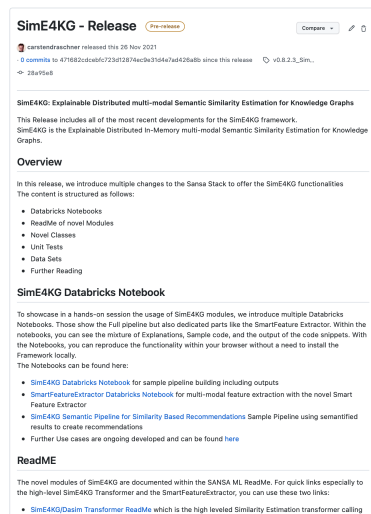 SimE4KG - Release Pre-release Compare
carstendraschner released this 26 Nov 2021
· 0 commits to 471682cdcebfc723d12874ec9e31d4e7ad426a8b since this release v0.8.2.3_Sim...
28a95e8
SimE4KG: Explainable Distributed multi-modal Semantic Similarity Estimation for Knowledge Graphs
This Release includes all of the most recent developments for the SimE4KG framework.
SimE4KG is the Explainable Distributed In-Memory multi-modal Semantic Similarity Estimation for Knowledge
Graphs.
Overview
In this release, we introduce multiple changes to the Sansa Stack to offer the SimE4KG functionalities
The content is structured as follows:
• Databricks Notebooks
• ReadMe of novel Modules
• Novel Classes
• Unit Tests
• Data Sets
• Further Reading
SimE4KG Databricks Notebook
To showcase in a hands-on session the usage of SimE4KG modules, we introduce multiple Databricks
Notebooks. Those show the Full pipeline but also dedicated parts like the SmartFeature Extractor. Within the
notebooks, you can see the mixture of Explanations, Sample code, and the output of the code snippets. With
the Notebooks, you can reproduce the functionality within your browser without a need to install the
Framework locally.
The Notebooks can be found here:
• SimE4KG Databricks Notebook for sample pipeline building including outputs
• SmartFeatureExtractor Databricks Notebook for multi-modal feature extraction with the novel Smart
Feature Extractor
• SimE4KG Semantic Pipeline for Similarity Based Recommendations Sample Pipeline using semantified
results to create recommendations
• Further Use cases are ongoing developed and can be found here
ReadME
The novel modules of SimE4KG are documented within the SANSA ML ReadMe. For quick links especially to
the high-level SimE4KG Transformer and the SmartFeatureExtractor, you can use these two links:
• SimE4KG/Dasim Transformer ReadMe which is the high leveled Similarity Estimation transformer calling